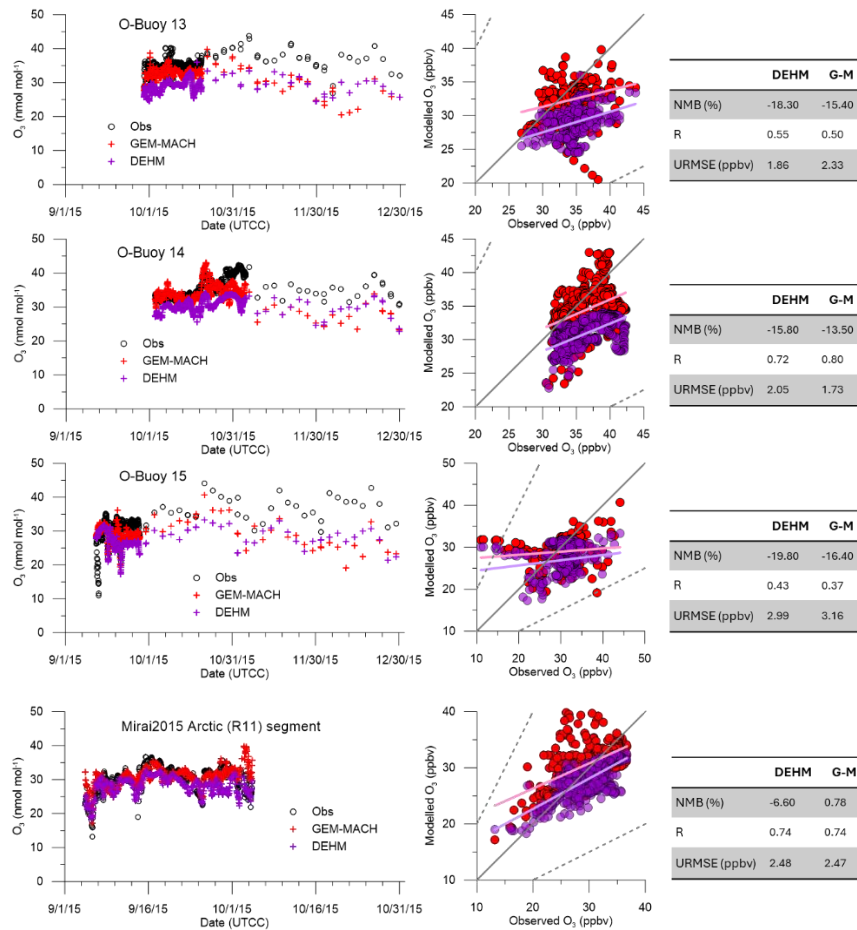 O-Buoy 13
50
40
30
20
10
0
O3 (nmol mol-1)
Obs
GEM-MACH
DEHM
9/1/15 10/1/15 10/31/15 11/30/15 12/30/15
Date (UTCC)
45
40
35
30
25
20
Modelled O3 (ppbv)
20 25 30 35 40 45
Observed O3 (ppbv)
DEHM G-M
NMB (%) -18.30 -15.40
R 0.55 0.50
URMSE (ppbv) 1.86 2.33
O-Buoy 14
50
40
30
20
10
0
O3 (nmol mol-1)
Obs
GEM-MACH
DEHM
9/1/15 10/1/15 10/31/15 11/30/15 12/30/15
Date (UTCC)
45
40
35
30
25
20
Modelled O3 (ppbv)
20 25 30 35 40 45
Observed O3 (ppbv)
DEHM G-M
NMB (%) -15.80 -13.50
R 0.72 0.80
URMSE (ppbv) 2.05 1.73
O-Buoy 15
50
40
30
20
10
0
O3 (nmol mol-1)
Obs
GEM-MACH
DEHM
9/1/15 10/1/15 10/31/15 11/30/15 12/30/15
Date (UTCC)
50
40
30
20
10
Modelled O3 (ppbv)
10 20 30 40 50
Observed O3 (ppbv)
DEHM G-M
NMB (%) -19.80 -16.40
R 0.43 0.37
URMSE (ppbv) 2.99 3.16
Mirai2015 Arctic (R11) segment
50
40
30
20
10
0
O3 (nmol mol-1)
Obs
GEM-MACH
DEHM
9/1/15 9/16/15 10/1/15 10/16/15 10/31/15
Date (UTCC)
40
30
20
10
Modelled O3 (ppbv)
10 20 30 40
Observed O3 (ppbv)
DEHM G-M
NMB (%) -6.60 0.78
R 0.74 0.74
URMSE (ppbv) 2.48 2.47